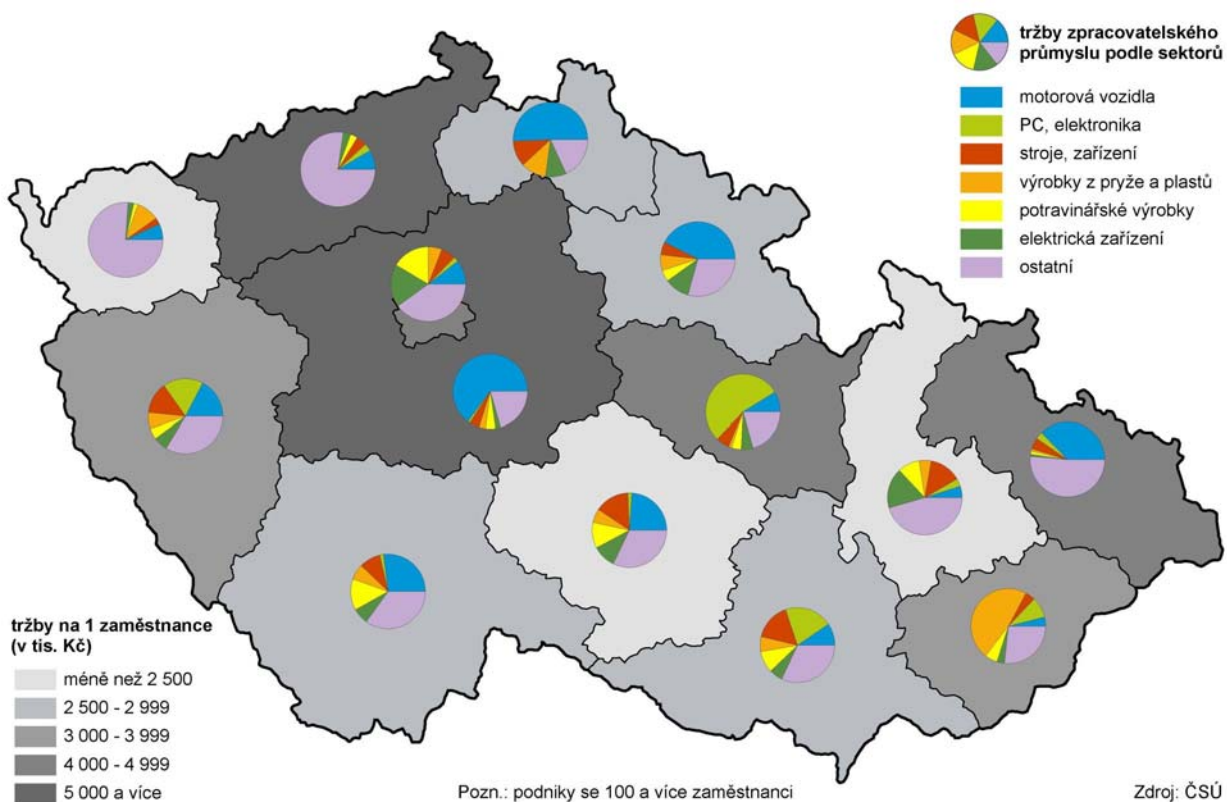 tržby zpracovatelského
průmyslu podle sektorů
motorová vozidla
PC, elektronika
stroje, zařízení
výrobky z pryže a plastů
potravinářské výrobky
elektrická zařízení
ostatní
tržby na 1 zaměstnance
(v tis. Kč)
méně než 2 500
2 500 - 2 999
3 000 - 3 999
4 000 - 4 999
5 000 a více
Pozn.: podniky se 100 a více zaměstnanci
Zdroj: ČSÚ